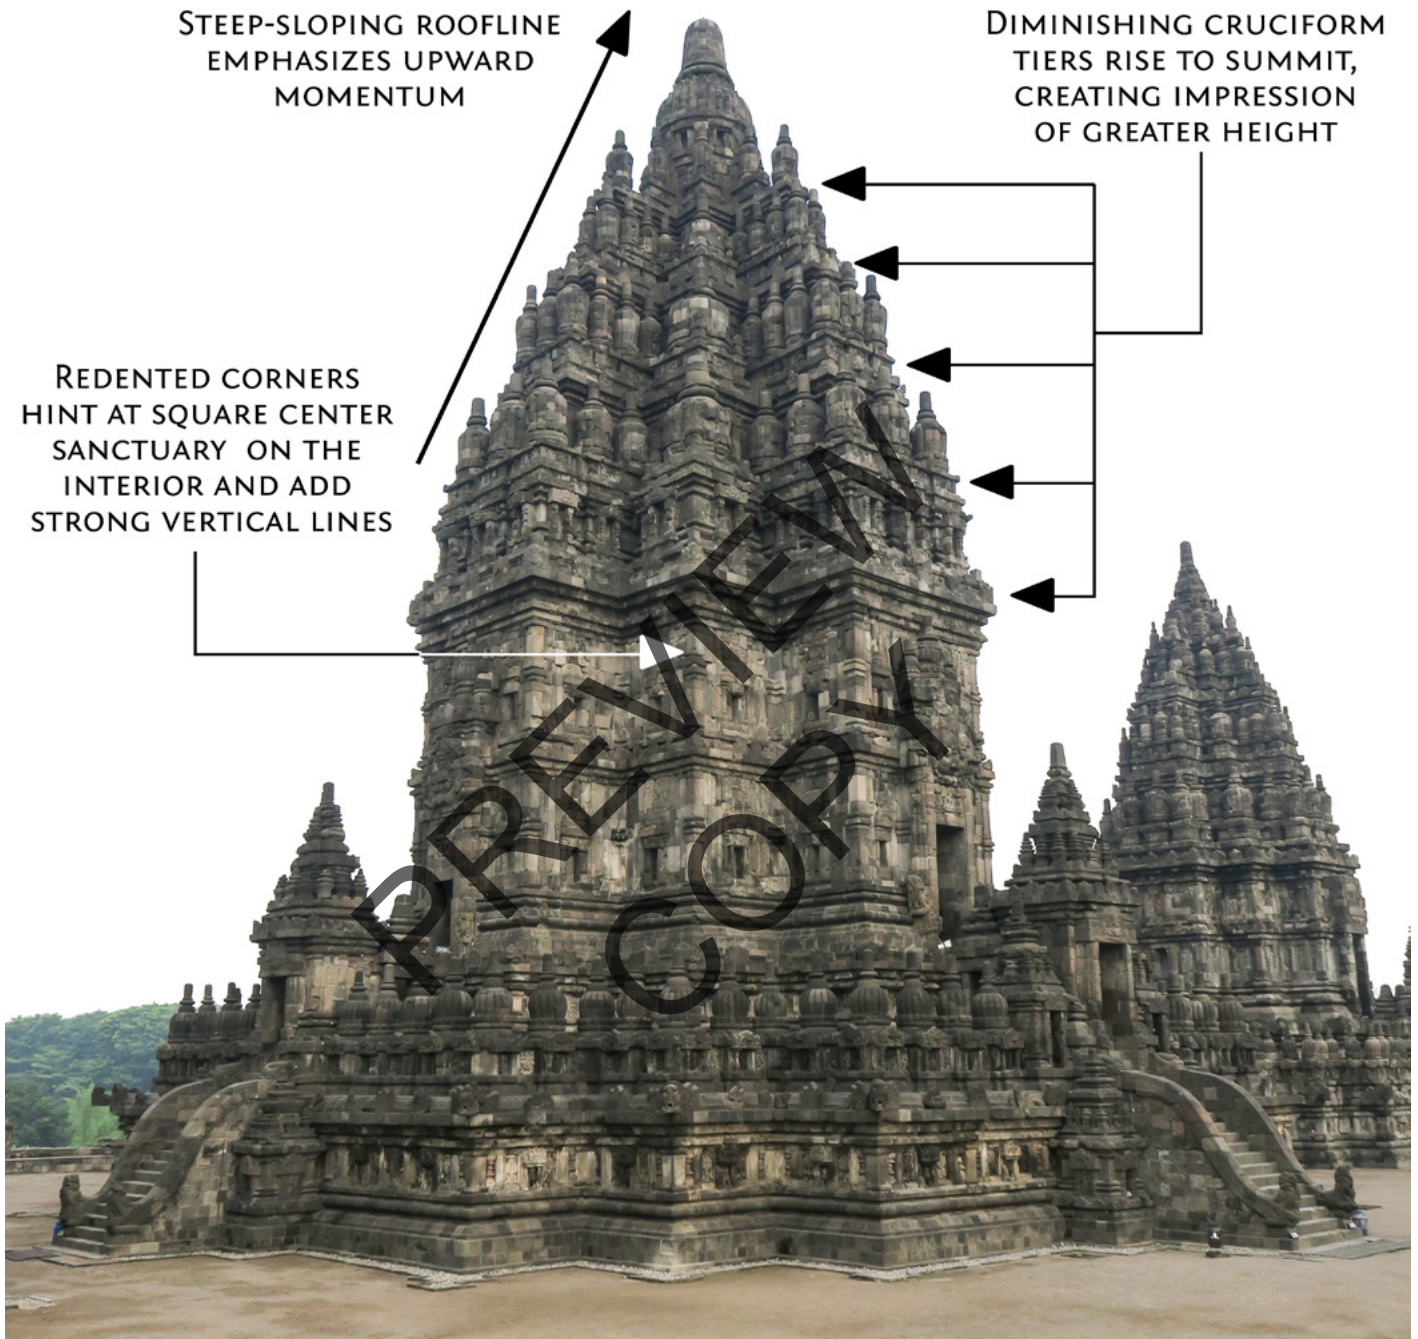 STEEP-SLOPING ROOFLINE
EMPHASIZES UPWARD
MOMENTUM
DIMINISHING CRUCIFORM
TIERS RISE TO SUMMIT,
CREATING IMPRESSION
OF GREATER HEIGHT
REDENTED CORNERS
HINT AT SQUARE CENTER
SANCTUARY ON THE
INTERIOR AND ADD
STRONG VERTICAL LINES
PREVIEW
COPY